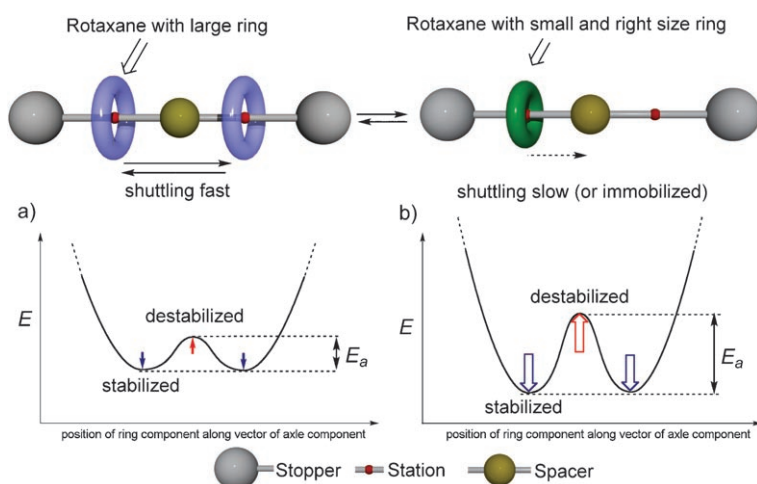 Rotaxane with large ring
Rotaxane with small and right size ring
shuttling fast
shuttling slow (or immobilized)
a)
b)
E
destabilized
stabilized
Ea
position of ring component along vector of axle component
E
destabilized
stabilized
Ea
position of ring component along vector of axle component
Stopper
Station
Spacer